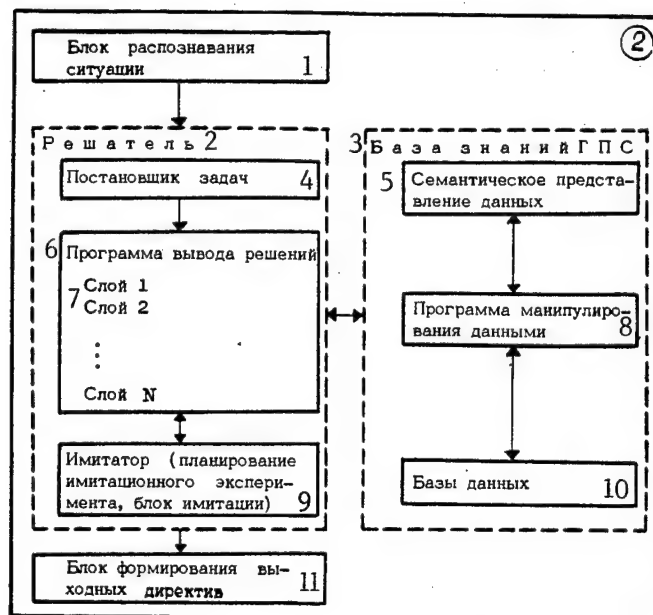 2
Блок распознавания
ситуации 1
Решатель 2
Постановщик задач 4
6 Программа вывода решений
7 Слой 1
Слой 2
⋮
Слой N
Имитатор (планирование
имитационного экспери-
мента, блок имитации) 9
3 База знаний ГПС
5 Семантическое предста-
вление данных
Программа манипулиро-
вания данными 8
Базы данных 10
Блок формирования вы-
ходных директив
11